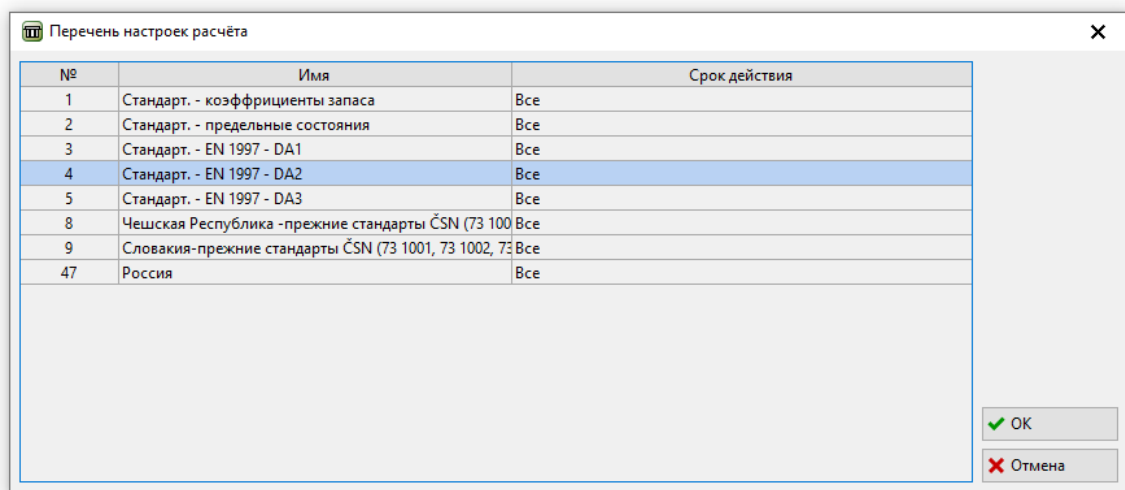 Перечень настроек расчёта
№ Имя Срок действия
1 Стандарт. - коэффрициенты запаса Все
2 Стандарт. - предельные состояния Все
3 Стандарт. - EN 1997 - DA1 Все
4 Стандарт. - EN 1997 - DA2 Все
5 Стандарт. - EN 1997 - DA3 Все
8 Чешская Республика -прежние стандарты ČSN (73 100 Все
9 Словакия-прежние стандарты ČSN (73 1001, 73 1002, 73 Все
47 Россия Все
OK
Отмена